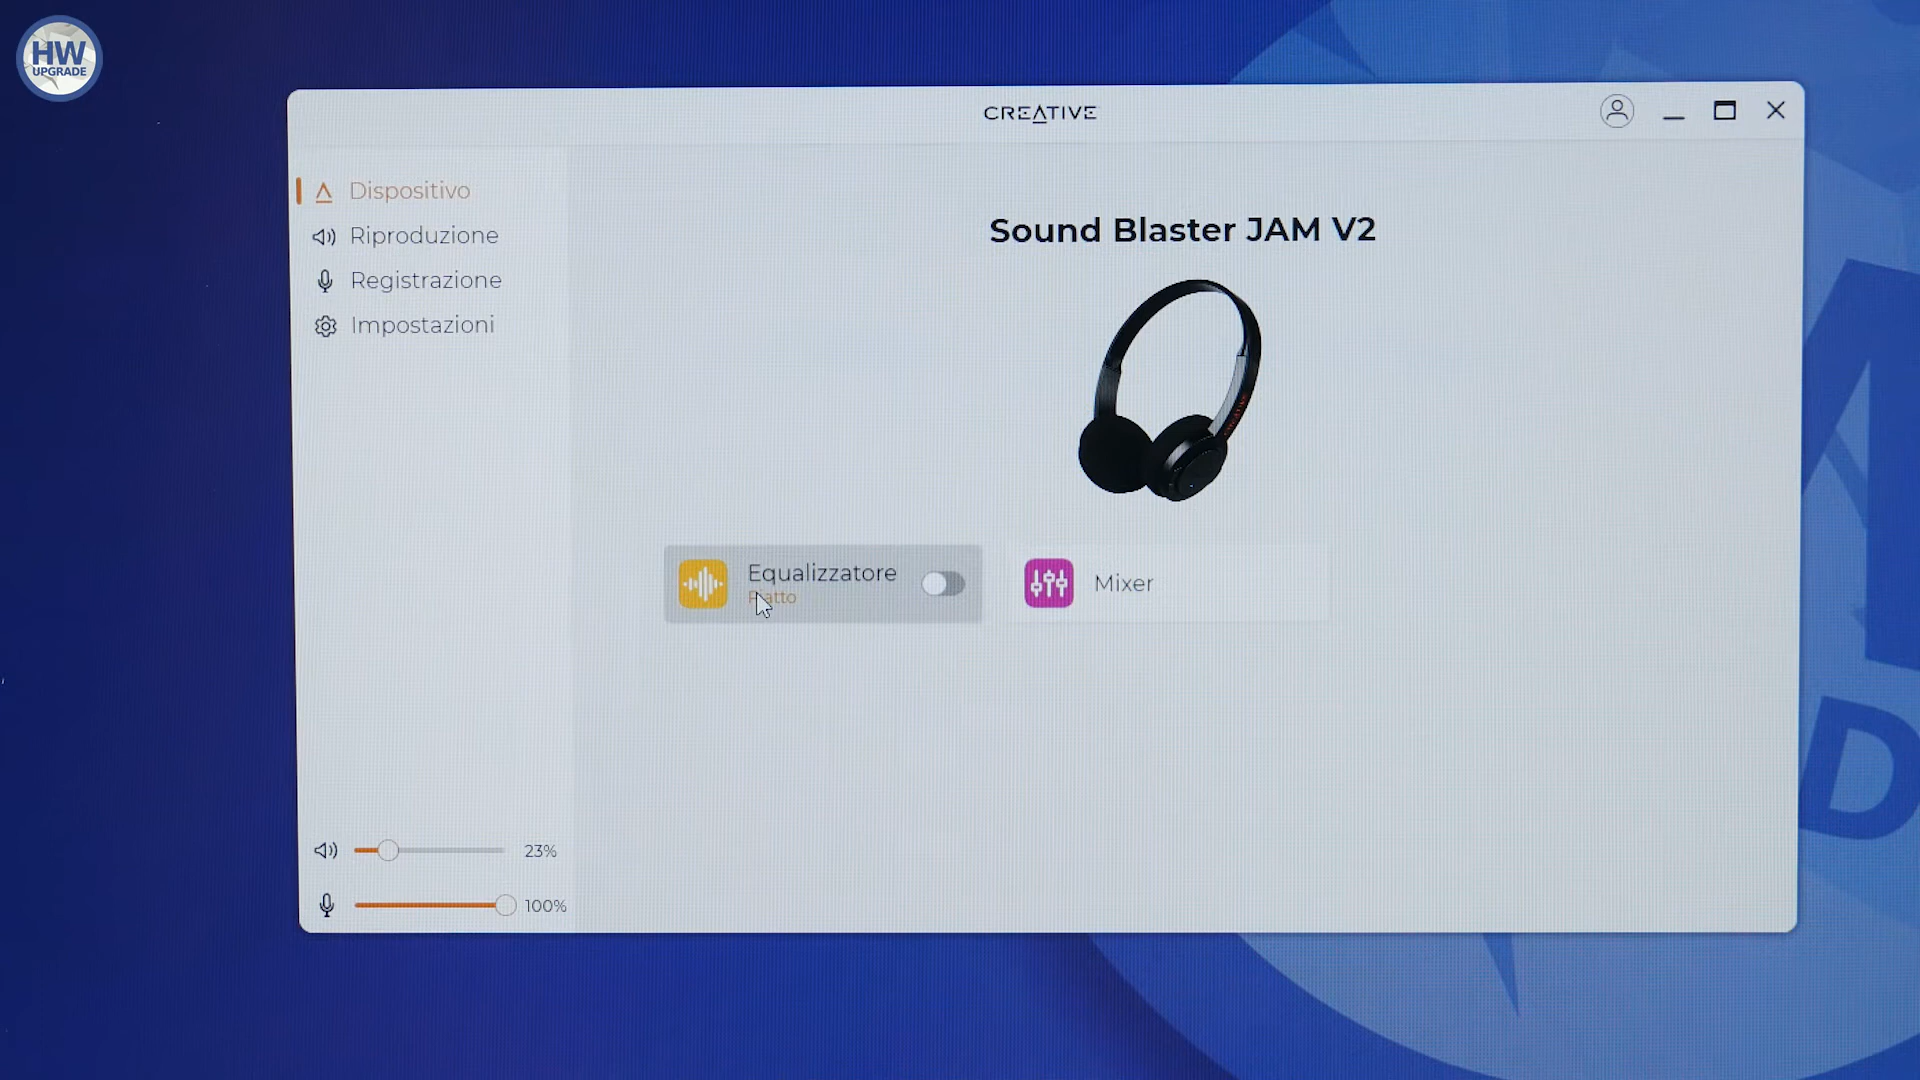 HW
UPGRADE
CREATIVE
Dispositivo
Riproduzione
Registrazione
Impostazioni
Sound Blaster JAM V2
Equalizzatore
Mixer
23%
100%
D